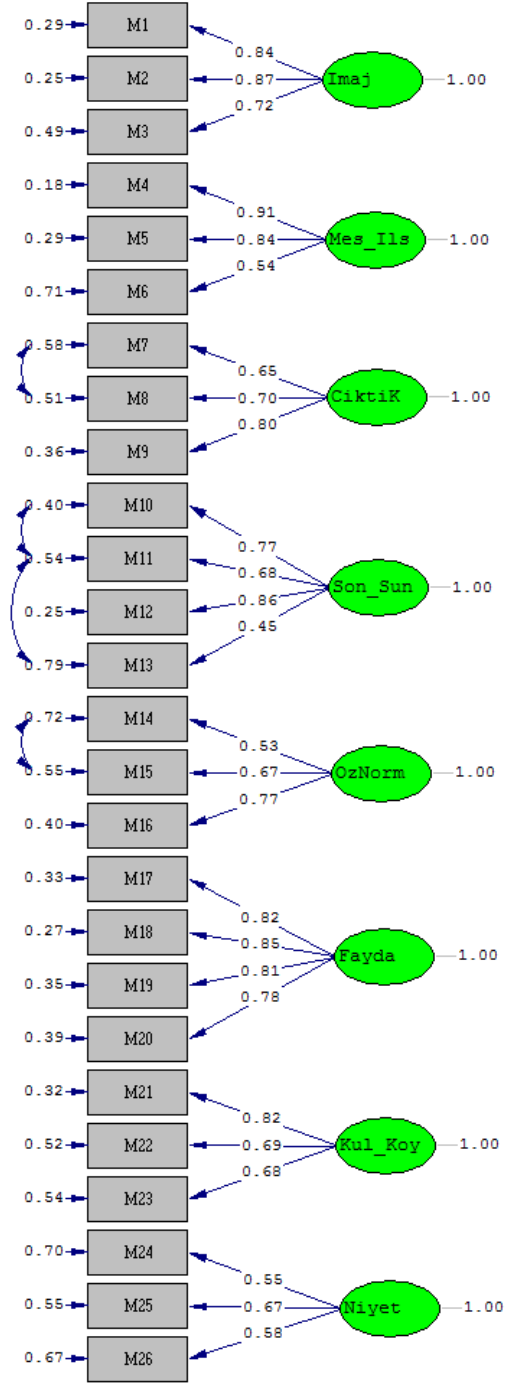 0.29 M1
0.84
0.25 M2 0.87 Imaj 1.00
0.72
0.49 M3
0.18 M4
0.91
0.29 M5 0.84 Mes_Ils 1.00
0.54
0.71 M6
0.58 M7
0.65
0.51 M8 0.70 CiktiK 1.00
0.80
0.36 M9
0.40 M10
0.77
0.54 M11 0.68
Son_Sun 1.00
0.25 M12 0.86
0.45
0.79 M13
0.72 M14
0.53
0.55 M15 0.67 OzNorm 1.00
0.77
0.40 M16
0.33 M17
0.82
0.27 M18 0.85
Fayda 1.00
0.35 M19 0.81
0.78
0.39 M20
0.32 M21
0.82
0.52 M22 0.69 Kul_Koy 1.00
0.68
0.54 M23
0.70 M24
0.55
0.55 M25 0.67 Niyet 1.00
0.58
0.67 M26